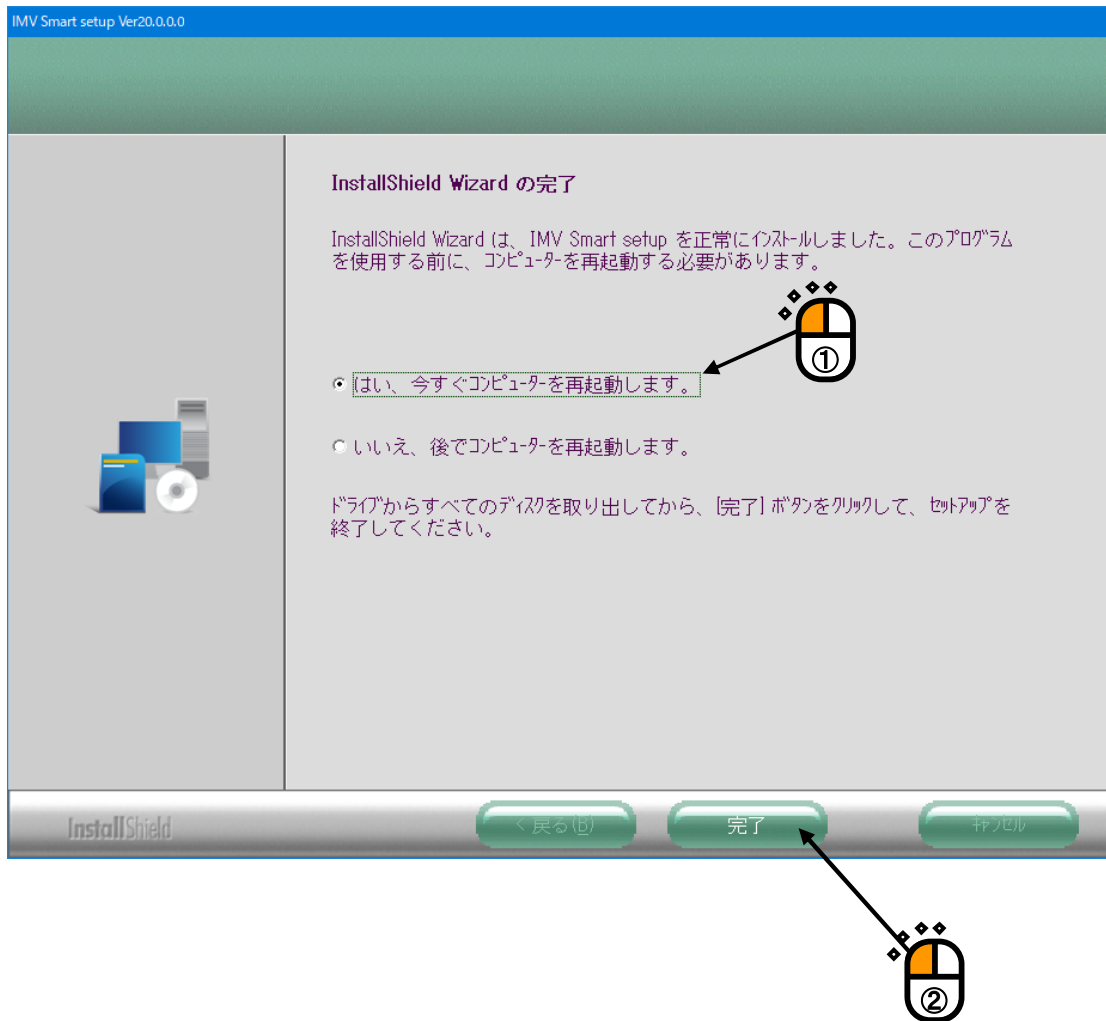 IMV Smart setup Ver20.0.0.0
InstallShield Wizard の完了
InstallShield Wizard は、IMV Smart setup を正常にｲﾝｽﾄｰﾙしました。このﾌﾟﾛｸﾞﾗﾑ
を使用する前に、ｺﾝﾋﾟｭｰﾀｰを再起動する必要があります。
①
はい、今すぐｺﾝﾋﾟｭｰﾀｰを再起動します。
いいえ、後でｺﾝﾋﾟｭｰﾀｰを再起動します。
ﾄﾞﾗｲﾌﾞからすべてのﾃﾞｨｽｸを取り出してから、[完了] ﾎﾞﾀﾝをｸﾘｯｸして、ｾｯﾄｱｯﾌﾟを
終了してください。
InstallShield
< 戻る(B)
完了
ｷｬﾝｾﾙ
②